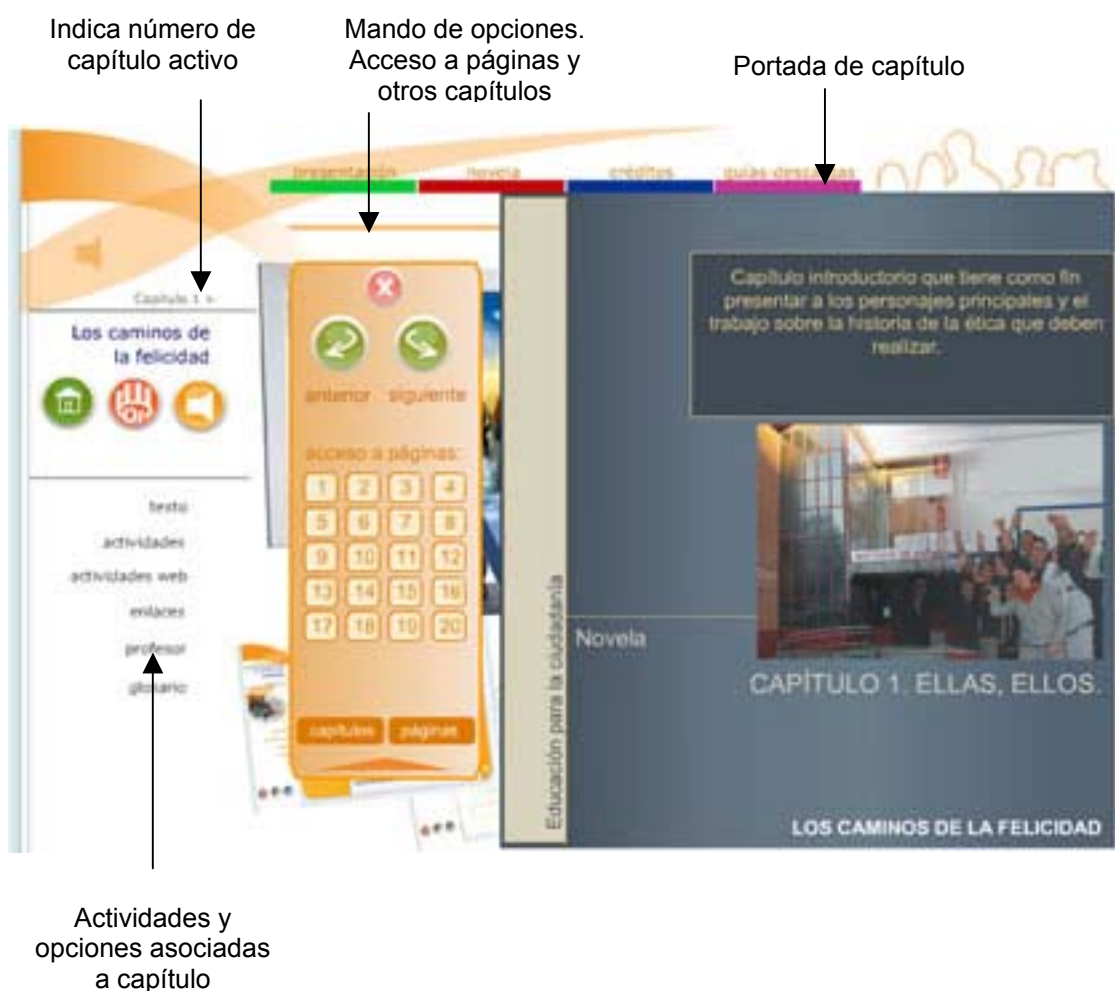 Indica número de
capítulo activo
Mando de opciones.
Acceso a páginas y
otros capítulos
Portada de capítulo
presentación
novela
créditos
guías descargas
Capítulo 1 »
Los caminos de
la felicidad
texto
actividades
actividades web
enlaces
profesor
glosario
anterior siguiente
acceso a páginas:
1 2 3 4
5 6 7 8
9 10 11 12
13 14 15 16
17 18 19 20
capítulos páginas
Educación para la ciudadanía
Capítulo introductorio que tiene como fin
presentar a los personajes principales y el
trabajo sobre la historia de la ética que deben
realizar.
Novela
CAPÍTULO 1. ELLAS, ELLOS.
LOS CAMINOS DE LA FELICIDAD
Actividades y
opciones asociadas
a capítulo